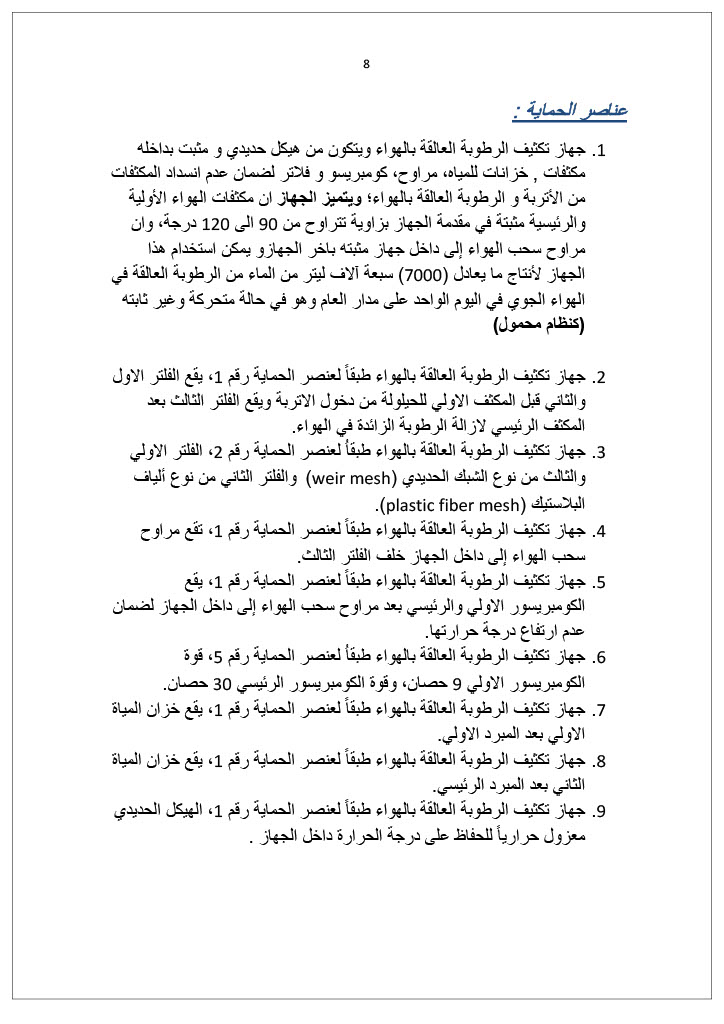 8
عناصر الحماية :
1. جهاز تكثيف الرطوبة العالقة بالهواء ويتكون من هيكل حديدي و مثبت بداخله
مكثفات , خزانات للمياه، مراوح، كومبريسو و فلاتر لضمان عدم انسداد المكثفات
من الأتربة و الرطوبة العالقة بالهواء؛ ويتميز الجهاز ان مكثفات الهواء الأولية
والرئيسية مثبتة في مقدمة الجهاز بزاوية تتراوح من 90 الى 120 درجة، وان
مراوح سحب الهواء إلى داخل جهاز مثبته باخر الجهازو يمكن استخدام هذا
الجهاز لأنتاج ما يعادل (7000) سبعة آلاف ليتر من الماء من الرطوبة العالقة في
الهواء الجوي في اليوم الواحد على مدار العام وهو في حالة متحركة وغير ثابته
(كنظام محمول)
2. جهاز تكثيف الرطوبة العالقة بالهواء طبقاً لعنصر الحماية رقم 1، يقع الفلتر الاول
والثاني قبل المكثف الاولي للحيلولة من دخول الاتربة ويقع الفلتر الثالث بعد
المكثف الرئيسي لازالة الرطوبة الزائدة في الهواء.
3. جهاز تكثيف الرطوبة العالقة بالهواء طبقاُ لعنصر الحماية رقم 2، الفلتر الاولي
والثالث من نوع الشبك الحديدي (weir mesh) والفلتر الثاني من نوع ألياف
البلاستيك (plastic fiber mesh).
4. جهاز تكثيف الرطوبة العالقة بالهواء طبقاً لعنصر الحماية رقم 1، تقع مراوح
سحب الهواء إلى داخل الجهاز خلف الفلتر الثالث.
5. جهاز تكثيف الرطوبة العالقة بالهواء طبقاً لعنصر الحماية رقم 1، يقع
الكومبريسور الاولي والرئيسي بعد مراوح سحب الهواء إلى داخل الجهاز لضمان
عدم ارتفاع درجة حرارتها.
6. جهاز تكثيف الرطوبة العالقة بالهواء طبقاُ لعنصر الحماية رقم 5، قوة
الكومبريسور الاولي 9 حصان، وقوة الكومبريسور الرئيسي 30 حصان.
7. جهاز تكثيف الرطوبة العالقة بالهواء طبقاً لعنصر الحماية رقم 1، يقع خزان المياة
الاولي بعد المبرد الاولي.
8. جهاز تكثيف الرطوبة العالقة بالهواء طبقاً لعنصر الحماية رقم 1، يقع خزان المياة
الثاني بعد المبرد الرئيسي.
9. جهاز تكثيف الرطوبة العالقة بالهواء طبقاً لعنصر الحماية رقم 1، الهيكل الحديدي
معزول حرارياً للحفاظ على درجة الحرارة داخل الجهاز .